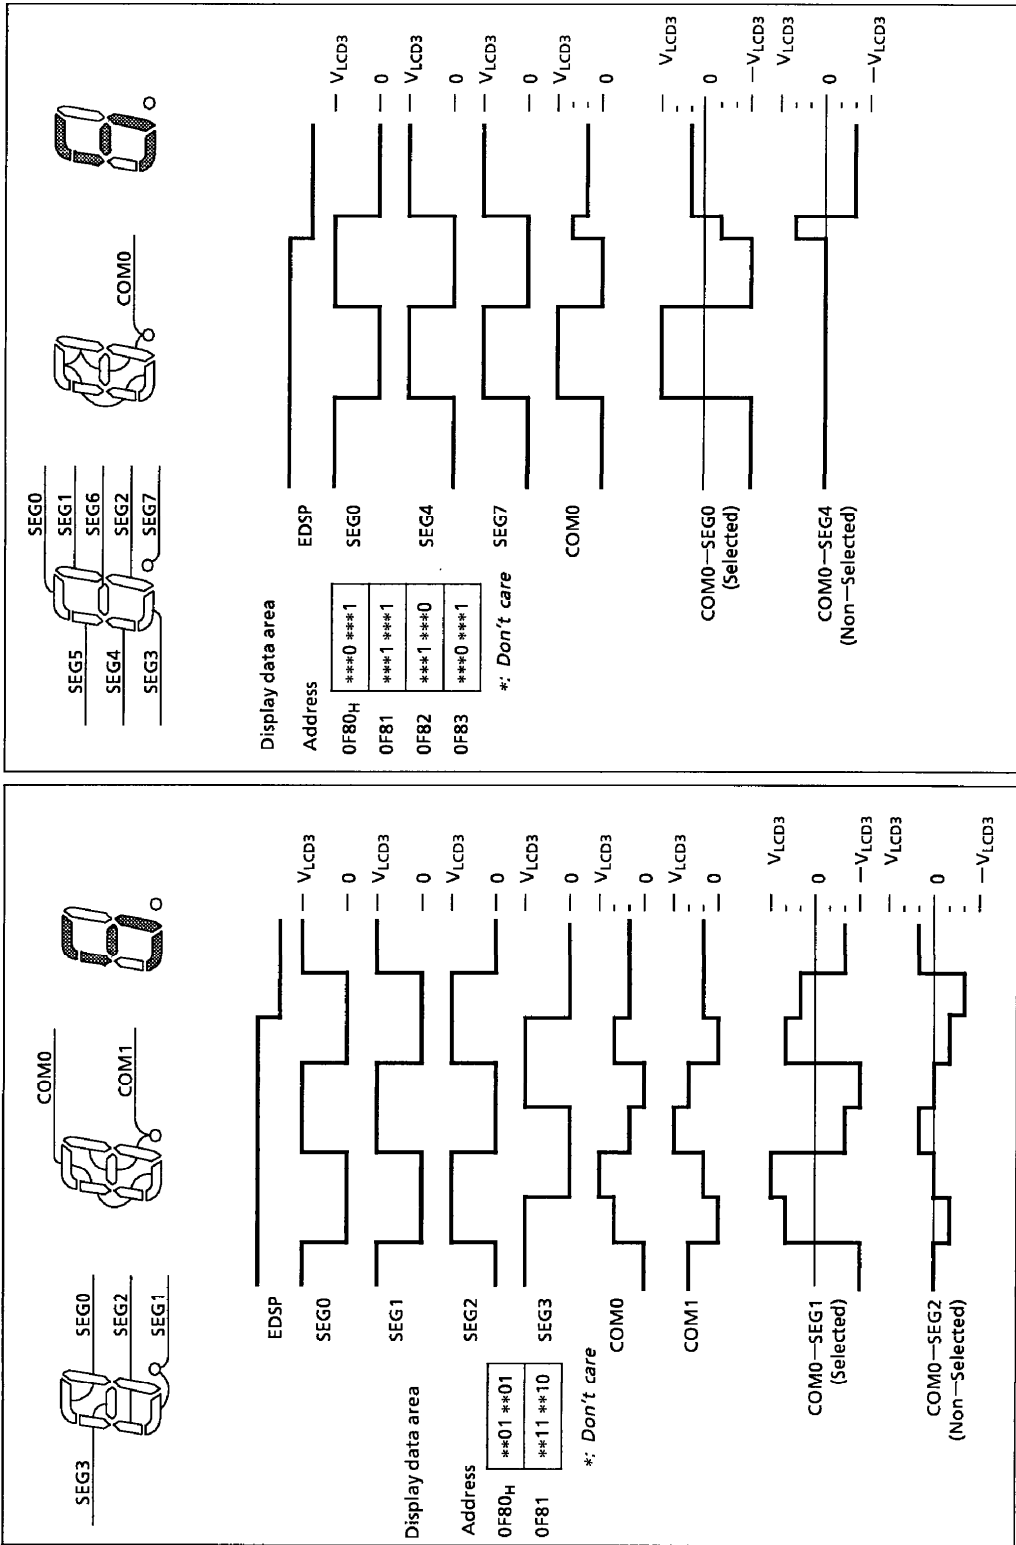 SEG0
SEG1
SEG6
SEG2
SEG7
SEG5
SEG4
SEG3
COM0
Display data area
Address
0F80H ***0 ***1
0F81 ***1 ***1
0F82 ***1 ***0
0F83 ***0 ***1
*; Don't care
EDSP
SEG0
VLCD3
0
SEG4
VLCD3
0
SEG7
VLCD3
0
COM0
VLCD3
0
COM0—SEG0
(Selected)
VLCD3
0
—VLCD3
COM0—SEG4
(Non—Selected)
VLCD3
0
—VLCD3
SEG3
SEG0
SEG2
SEG1
COM0
COM1
Display data area
Address
0F80H **01 **01
0F81 **11 **10
*; Don't care
EDSP
SEG0
VLCD3
0
SEG1
VLCD3
0
SEG2
VLCD3
0
SEG3
VLCD3
0
COM0
VLCD3
0
COM1
VLCD3
0
COM0—SEG1
(Selected)
VLCD3
0
—VLCD3
COM0—SEG2
(Non—Selected)
VLCD3
0
—VLCD3